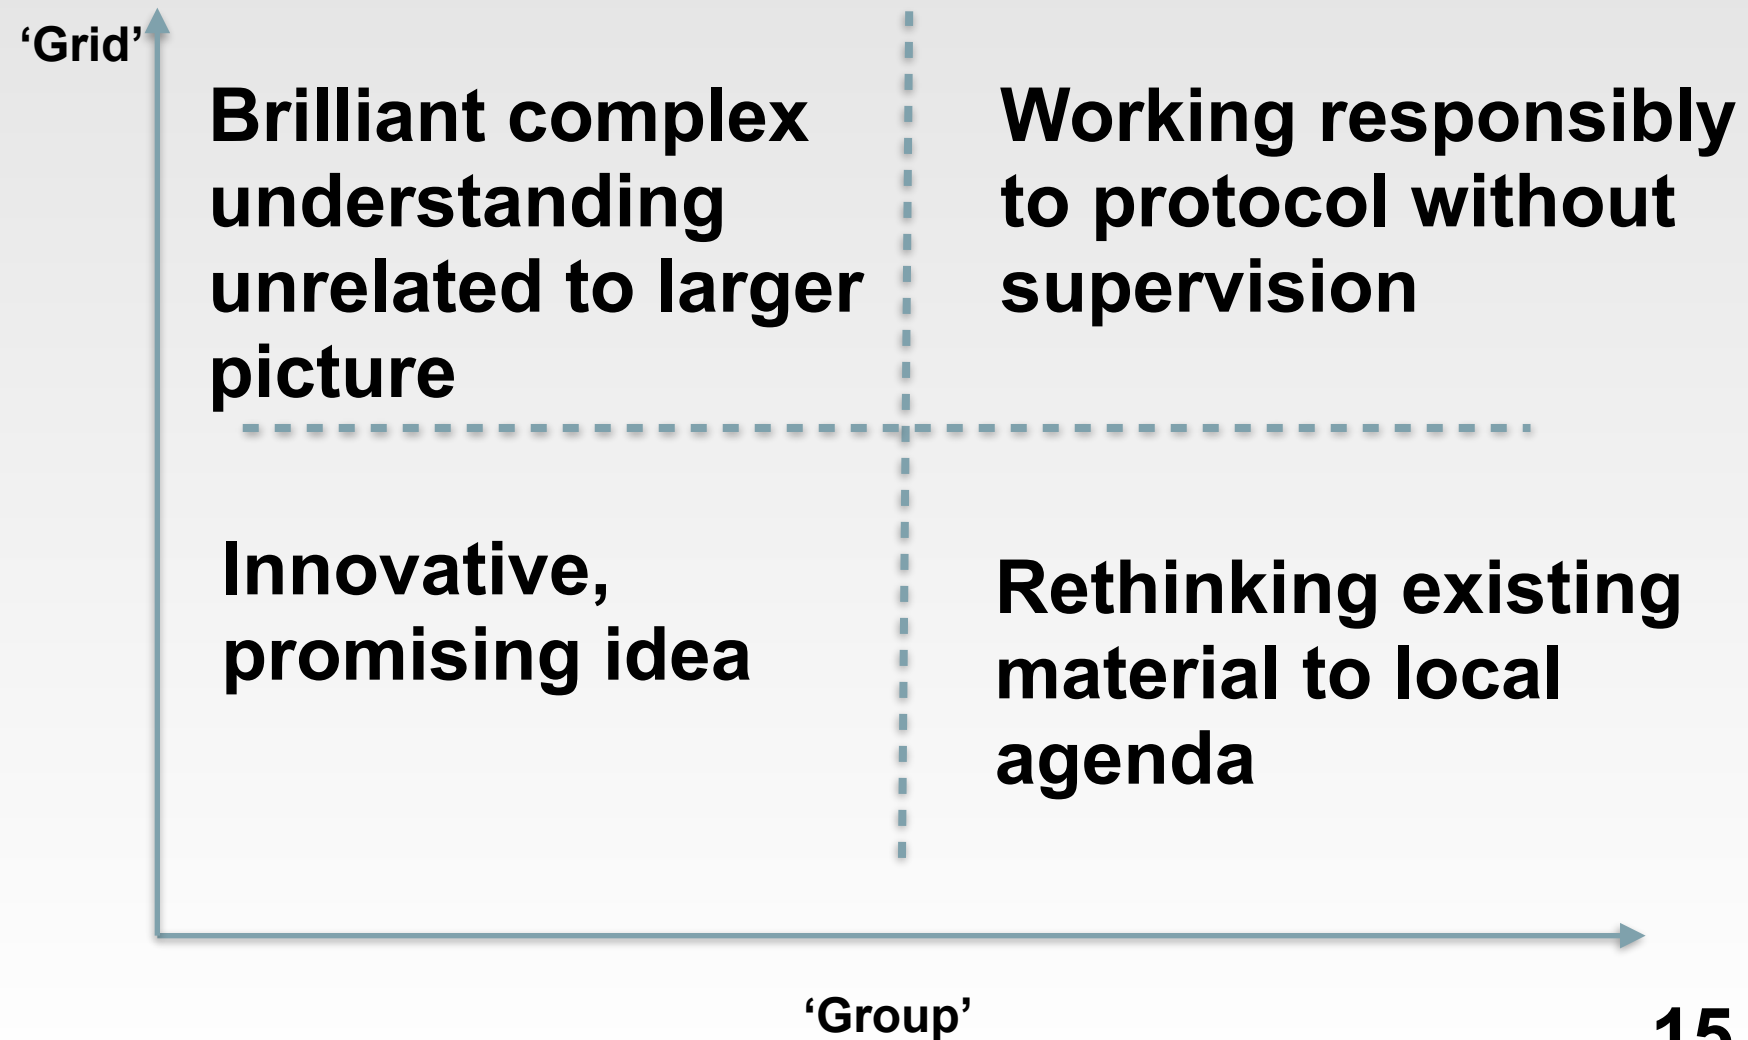 ‘Grid’
Brilliant complex
understanding
unrelated to larger
picture
Working responsibly
to protocol without
supervision
Innovative,
promising idea
Rethinking existing
material to local
agenda
‘Group’
15